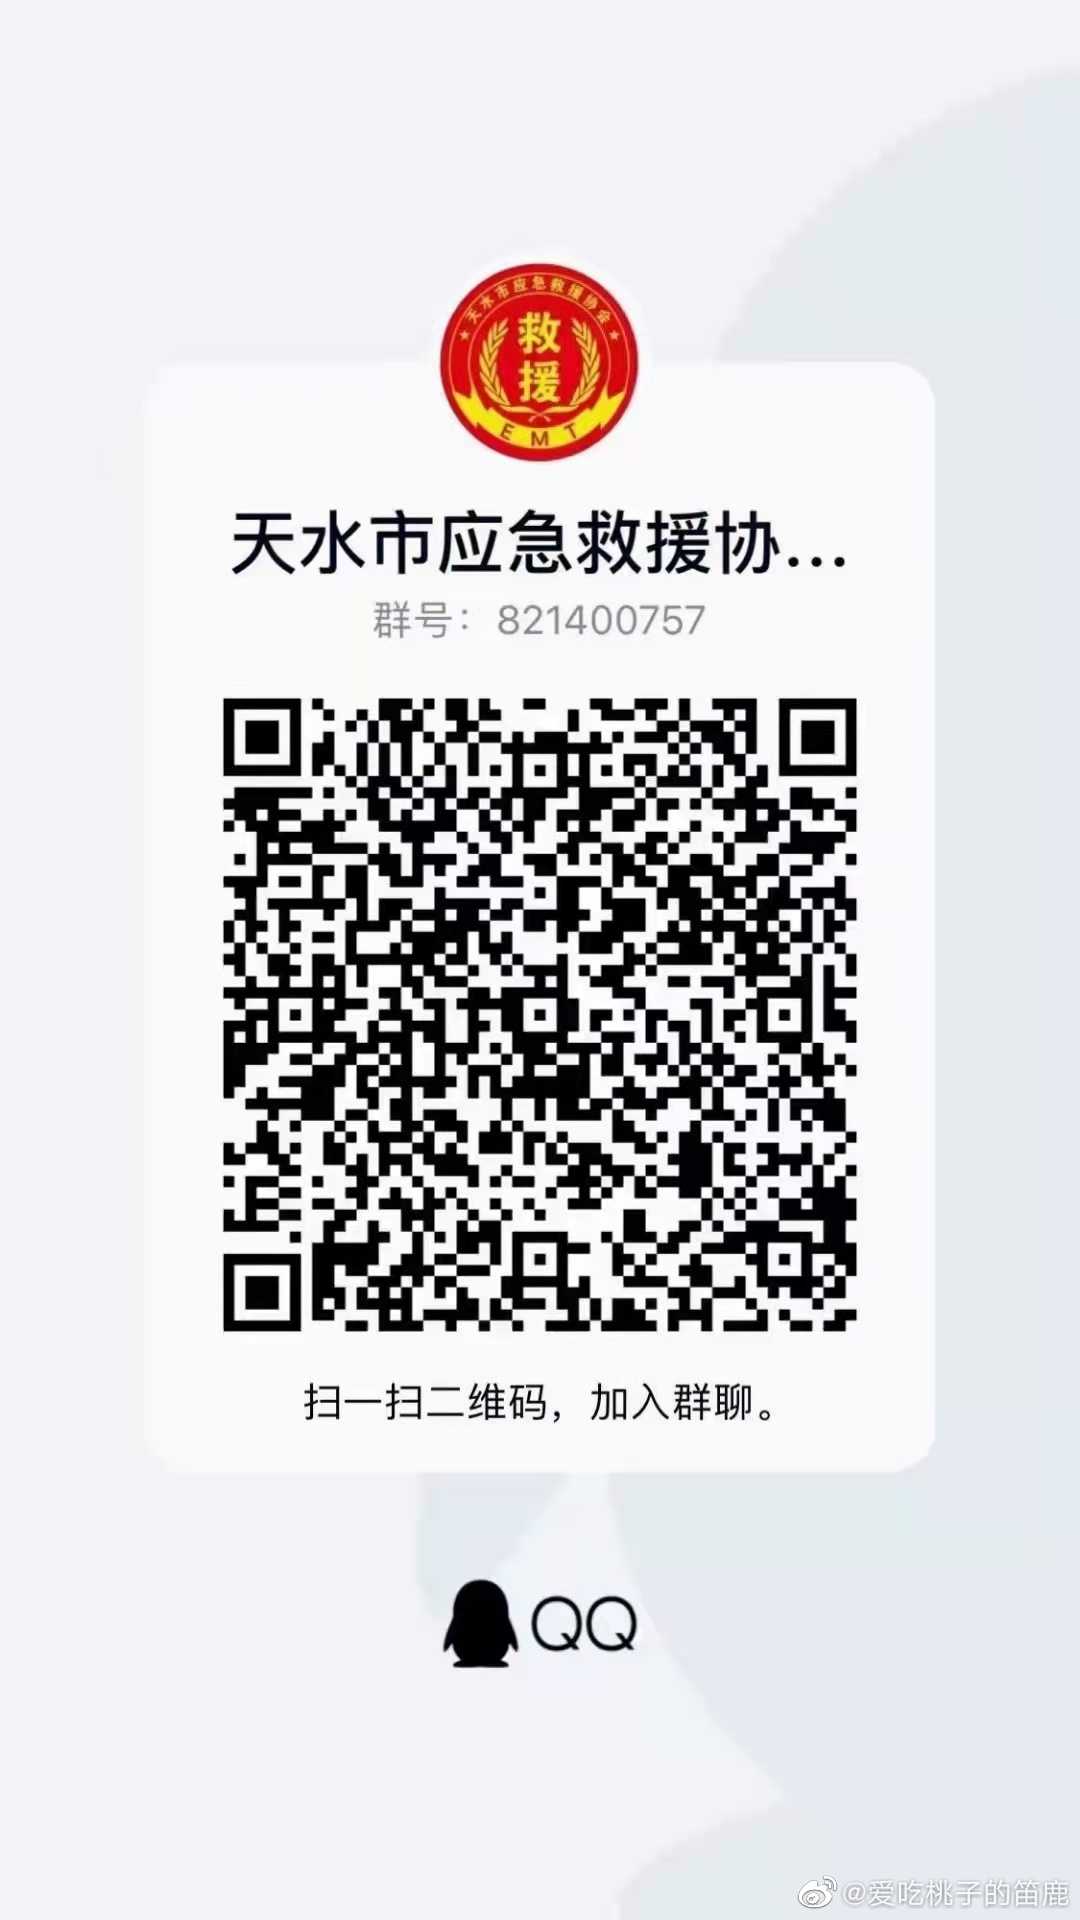 天水市应急救援协会
救
援
EMT
天水市应急救援协...
群号：821400757
扫一扫二维码，加入群聊。
QQ
@爱吃桃子的笛鹿